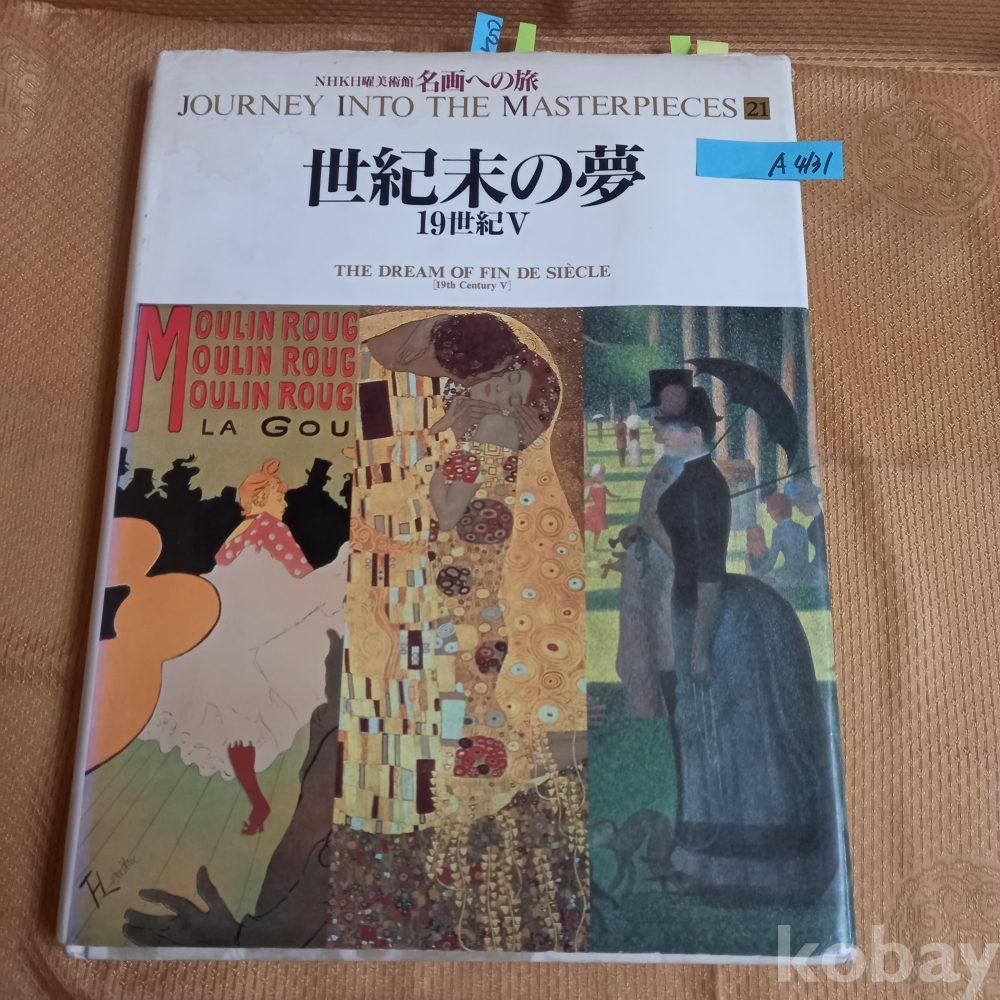 NHK日曜美術館 名画への旅
JOURNEY INTO THE MASTERPIECES 21
A4131
世紀末の夢
19世紀V
THE DREAM OF FIN DE SIÈCLE
[19th Century V]
MOULIN ROUG
MOULIN ROUG
MOULIN ROUG
LA GOU
kobay